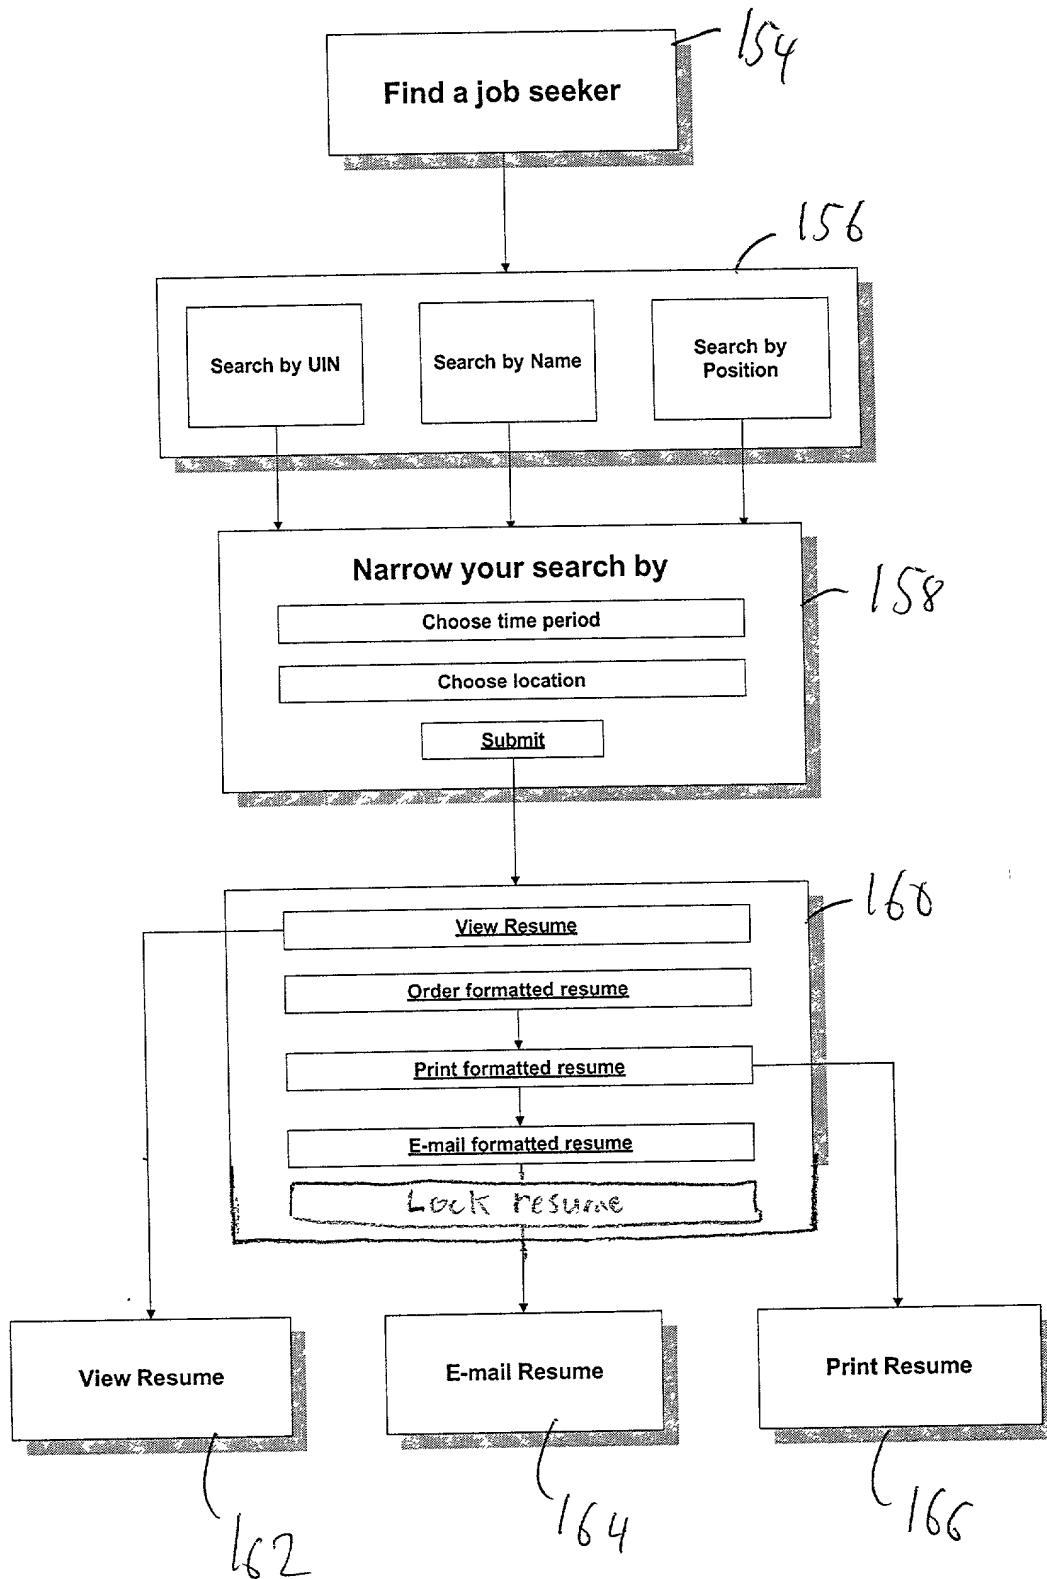 154
Find a job seeker
156
Search by UIN
Search by Name
Search by
Position
Narrow your search by
158
Choose time period
Choose location
Submit
160
View Resume
Order formatted resume
Print formatted resume
E-mail formatted resume
Lock resume
View Resume
E-mail Resume
Print Resume
162
164
166